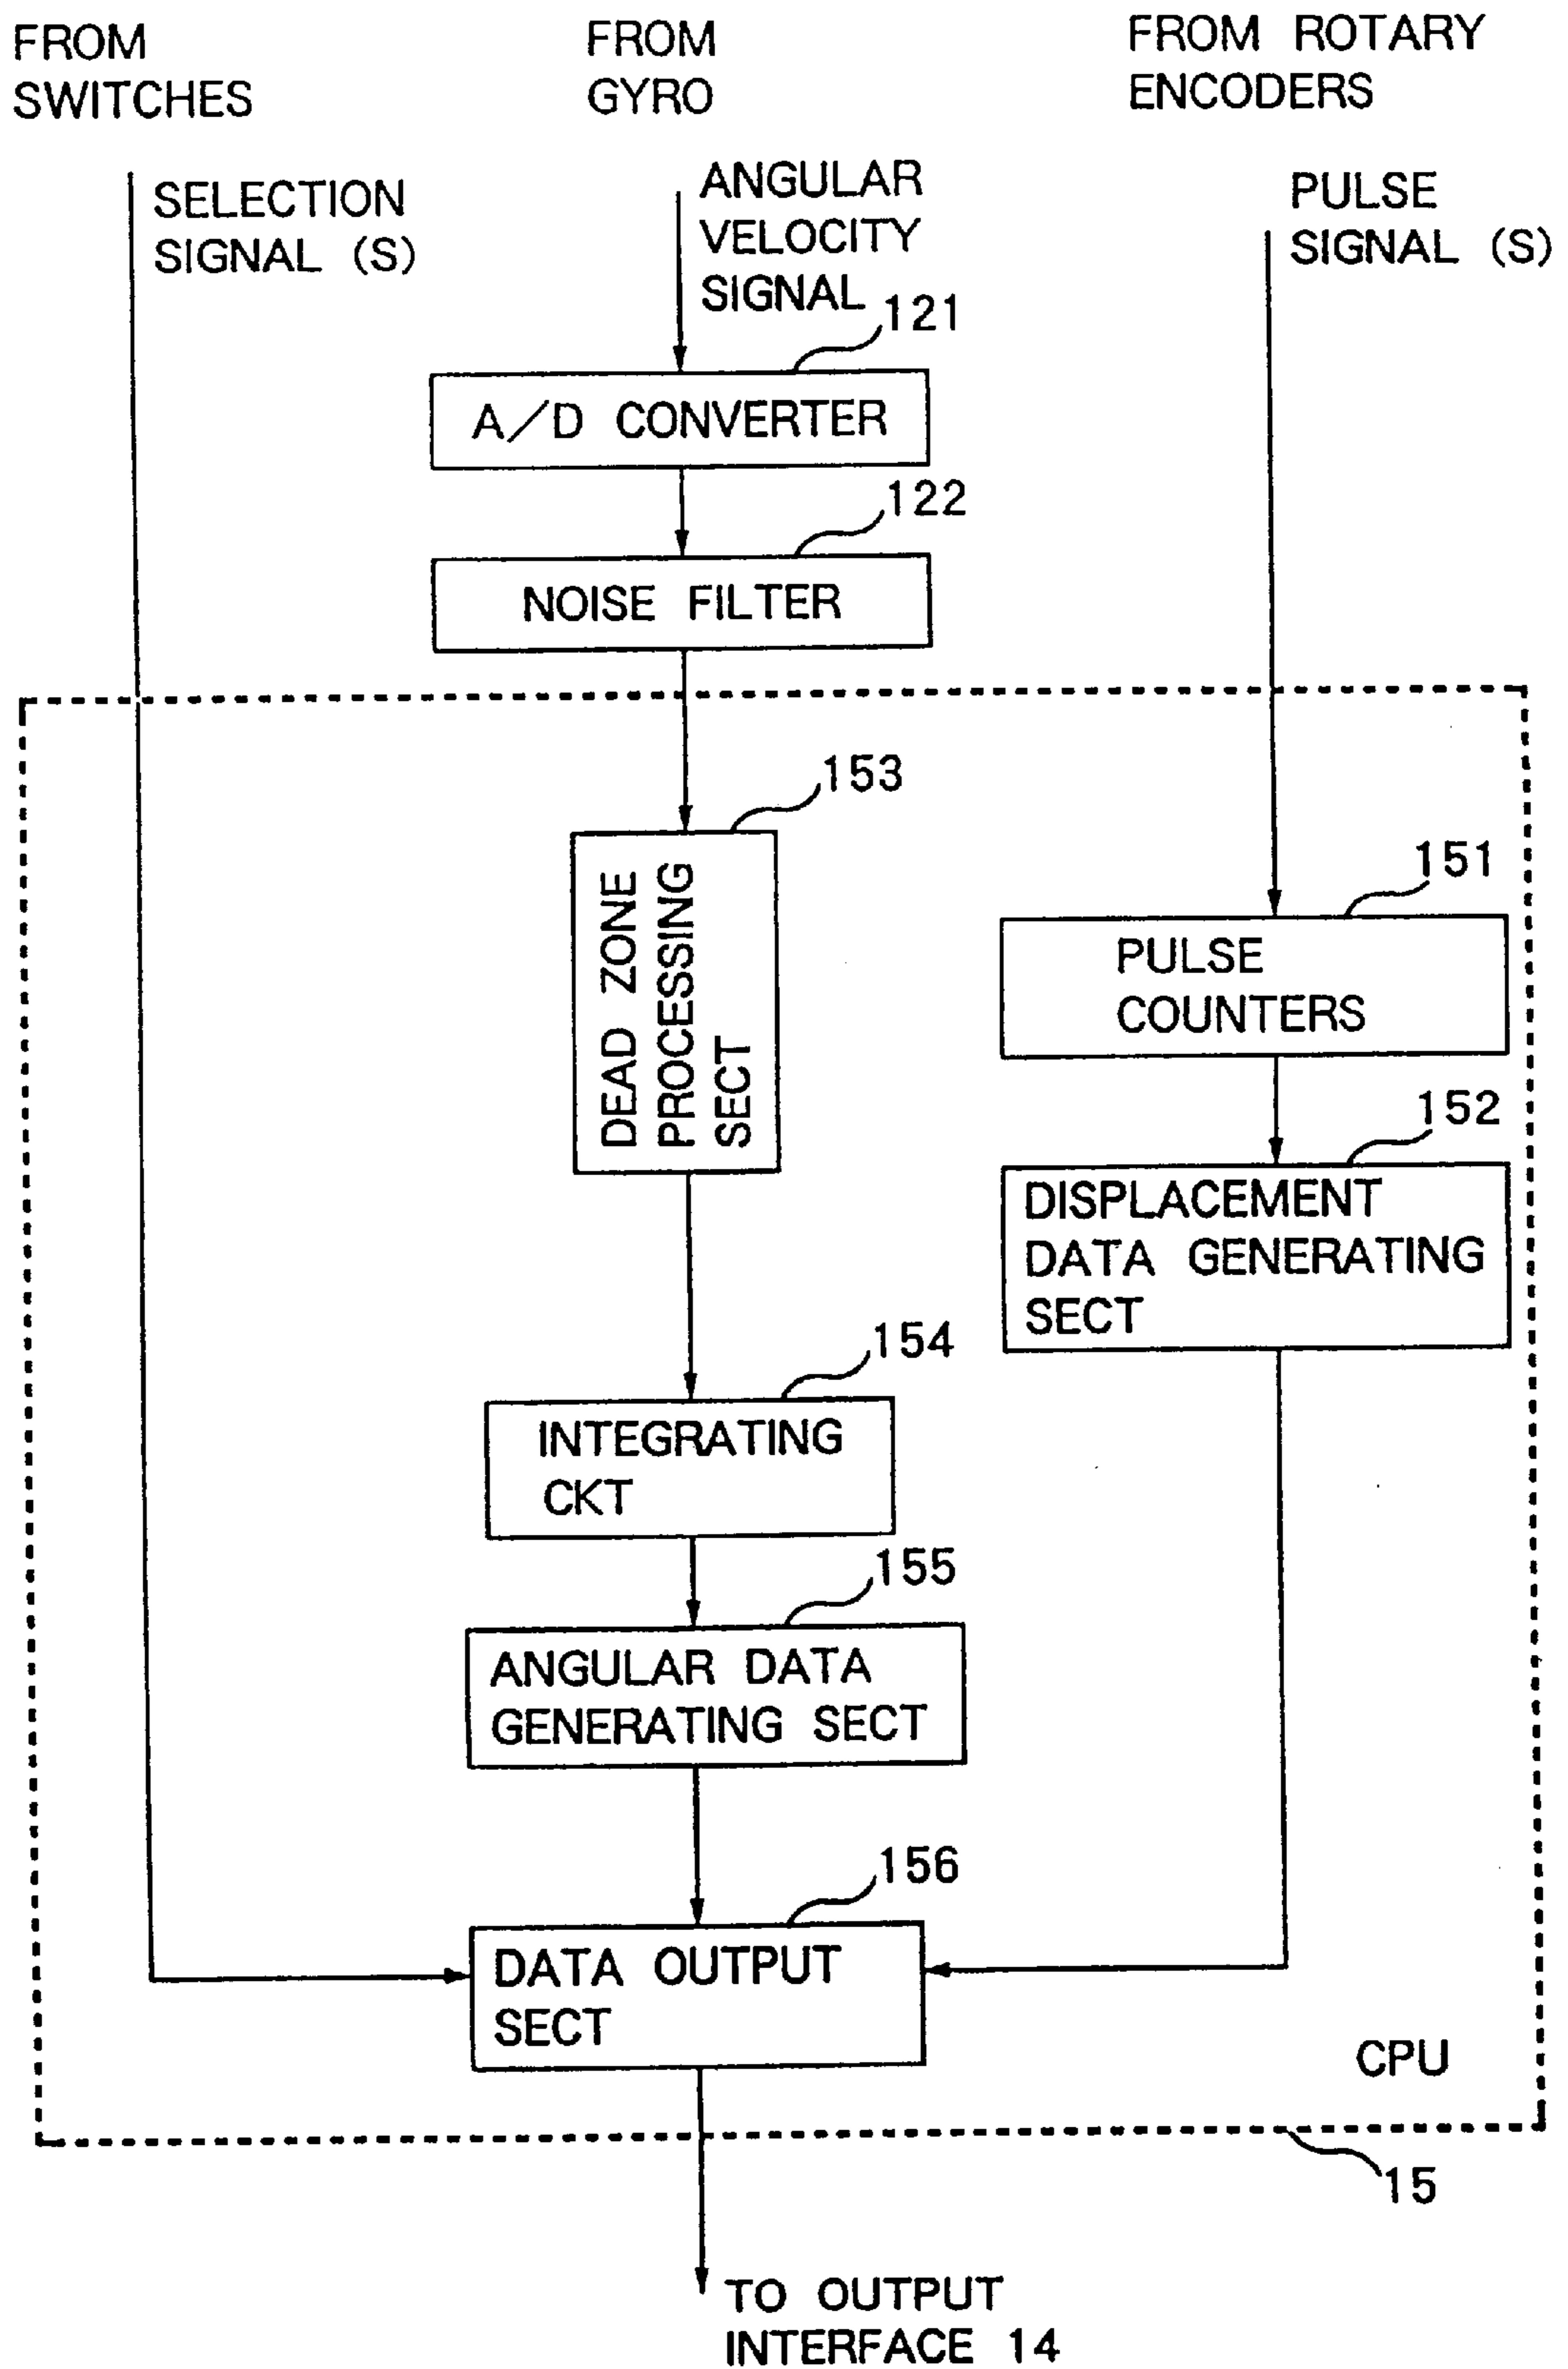 FROM
SWITCHES
FROM
GYRO
FROM ROTARY
ENCODERS
SELECTION
SIGNAL (S)
ANGULAR
VELOCITY
SIGNAL
PULSE
SIGNAL (S)
121
A/D CONVERTER
122
NOISE FILTER
153
DEAD ZONE
PROCESSING
SECT
151
PULSE
COUNTERS
152
DISPLACEMENT
DATA GENERATING
SECT
154
INTEGRATING
CKT
155
ANGULAR DATA
GENERATING SECT
156
DATA OUTPUT
SECT
CPU
15
TO OUTPUT
INTERFACE 14